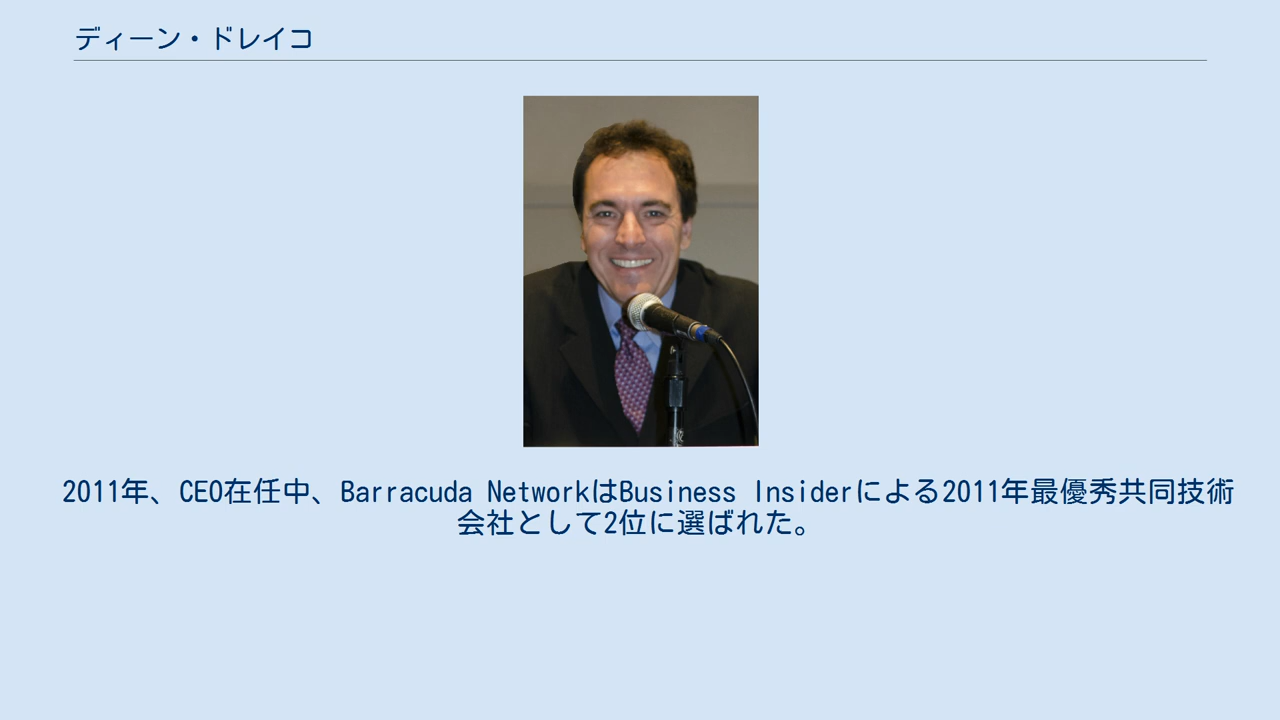 ディーン・ドレイコ
2011年、CEO在任中、Barracuda NetworkはBusiness Insiderによる2011年最優秀共同技術
会社として2位に選ばれた。